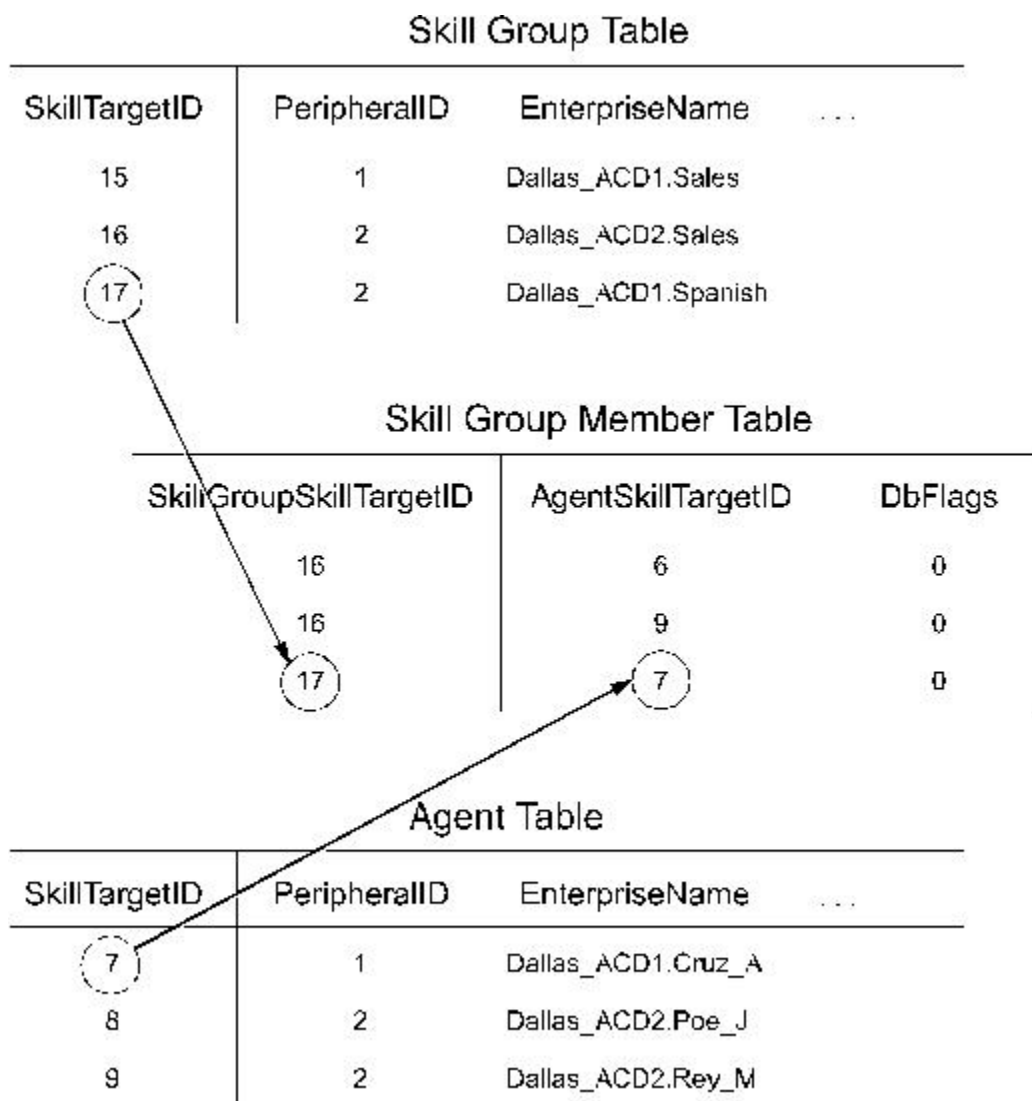 Skill Group Table
SkillTargetID PeripheralID EnterpriseName ...
15 1 Dallas_ACD1.Sales
16 2 Dallas_ACD2.Sales
17 2 Dallas_ACD1.Spanish
Skill Group Member Table
SkillGroupSkillTargetID AgentSkillTargetID DbFlags
16 6 0
16 9 0
17 7 0
Agent Table
SkillTargetID PeripheralID EnterpriseName ...
7 1 Dallas_ACD1.Cruz_A
8 2 Dallas_ACD2.Poe_J
9 2 Dallas_ACD2.Rey_M